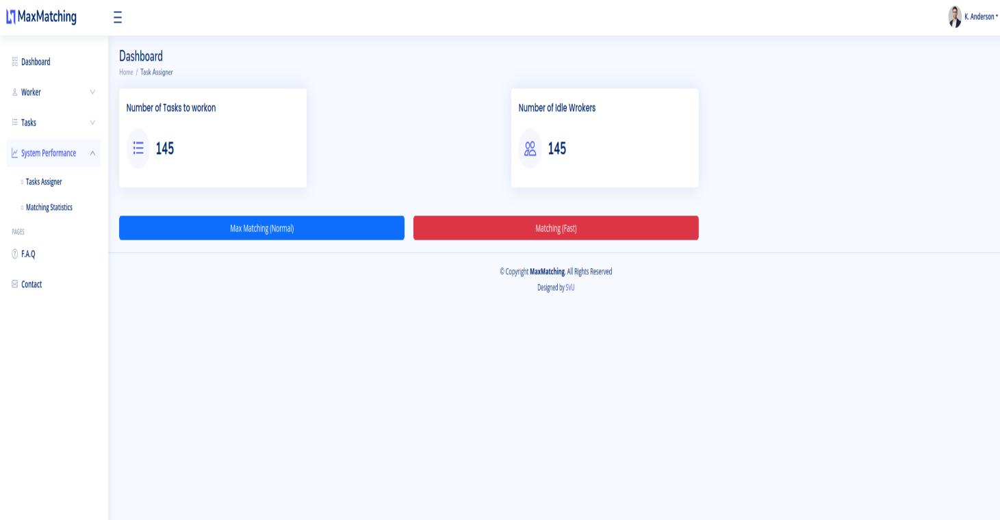 MaxMatching
K. Anderson
Dashboard
Worker
Tasks
System Performance
Tasks Assigner
Matching Statistics
PAGES
F.A.Q
Contact
Dashboard
Home / Task Assigner
Number of Tasks to workon
145
Number of Idle Wrokers
145
Max Matching (Normal)
Matching (Fast)
© Copyright MaxMatching. All Rights Reserved
Designed by SVU